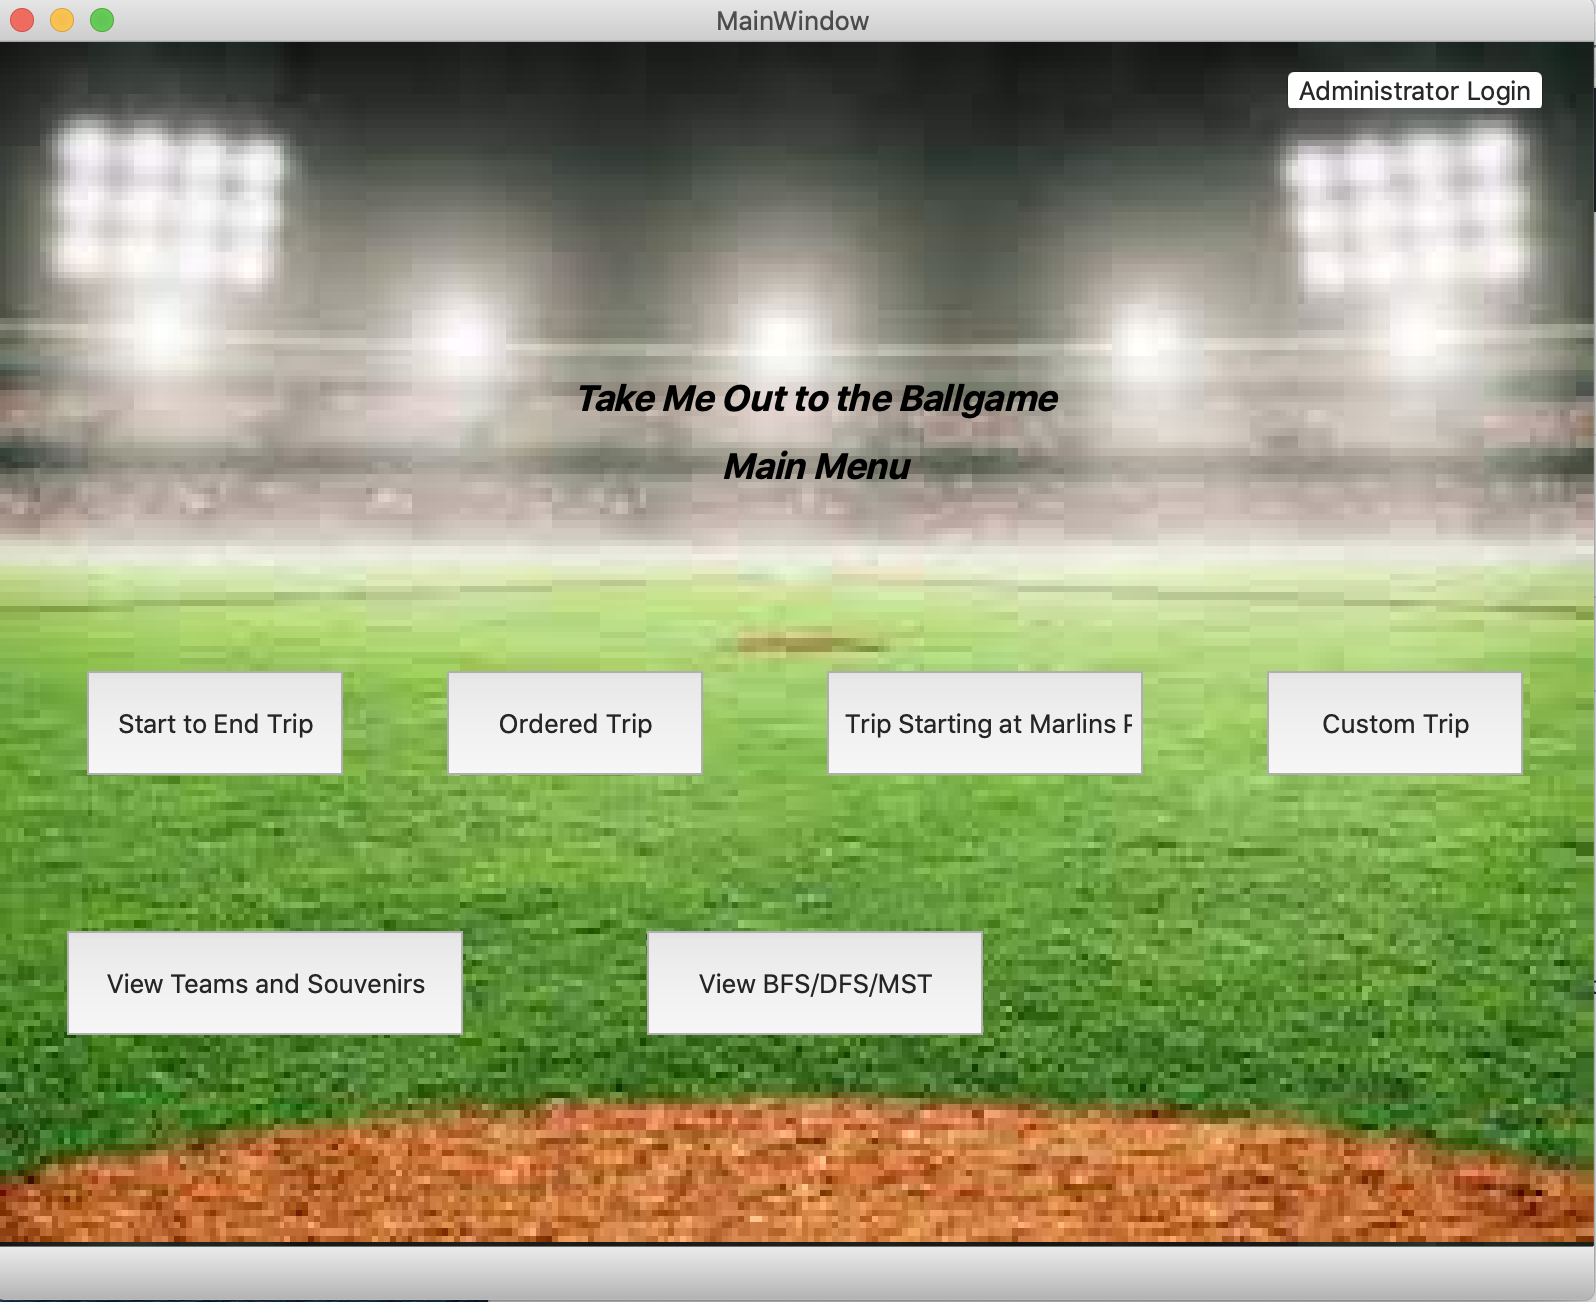 MainWindow
Administrator Login
Take Me Out to the Ballgame
Main Menu
Start to End Trip
Ordered Trip
Trip Starting at Marlins
Custom Trip
View Teams and Souvenirs
View BFS/DFS/MST